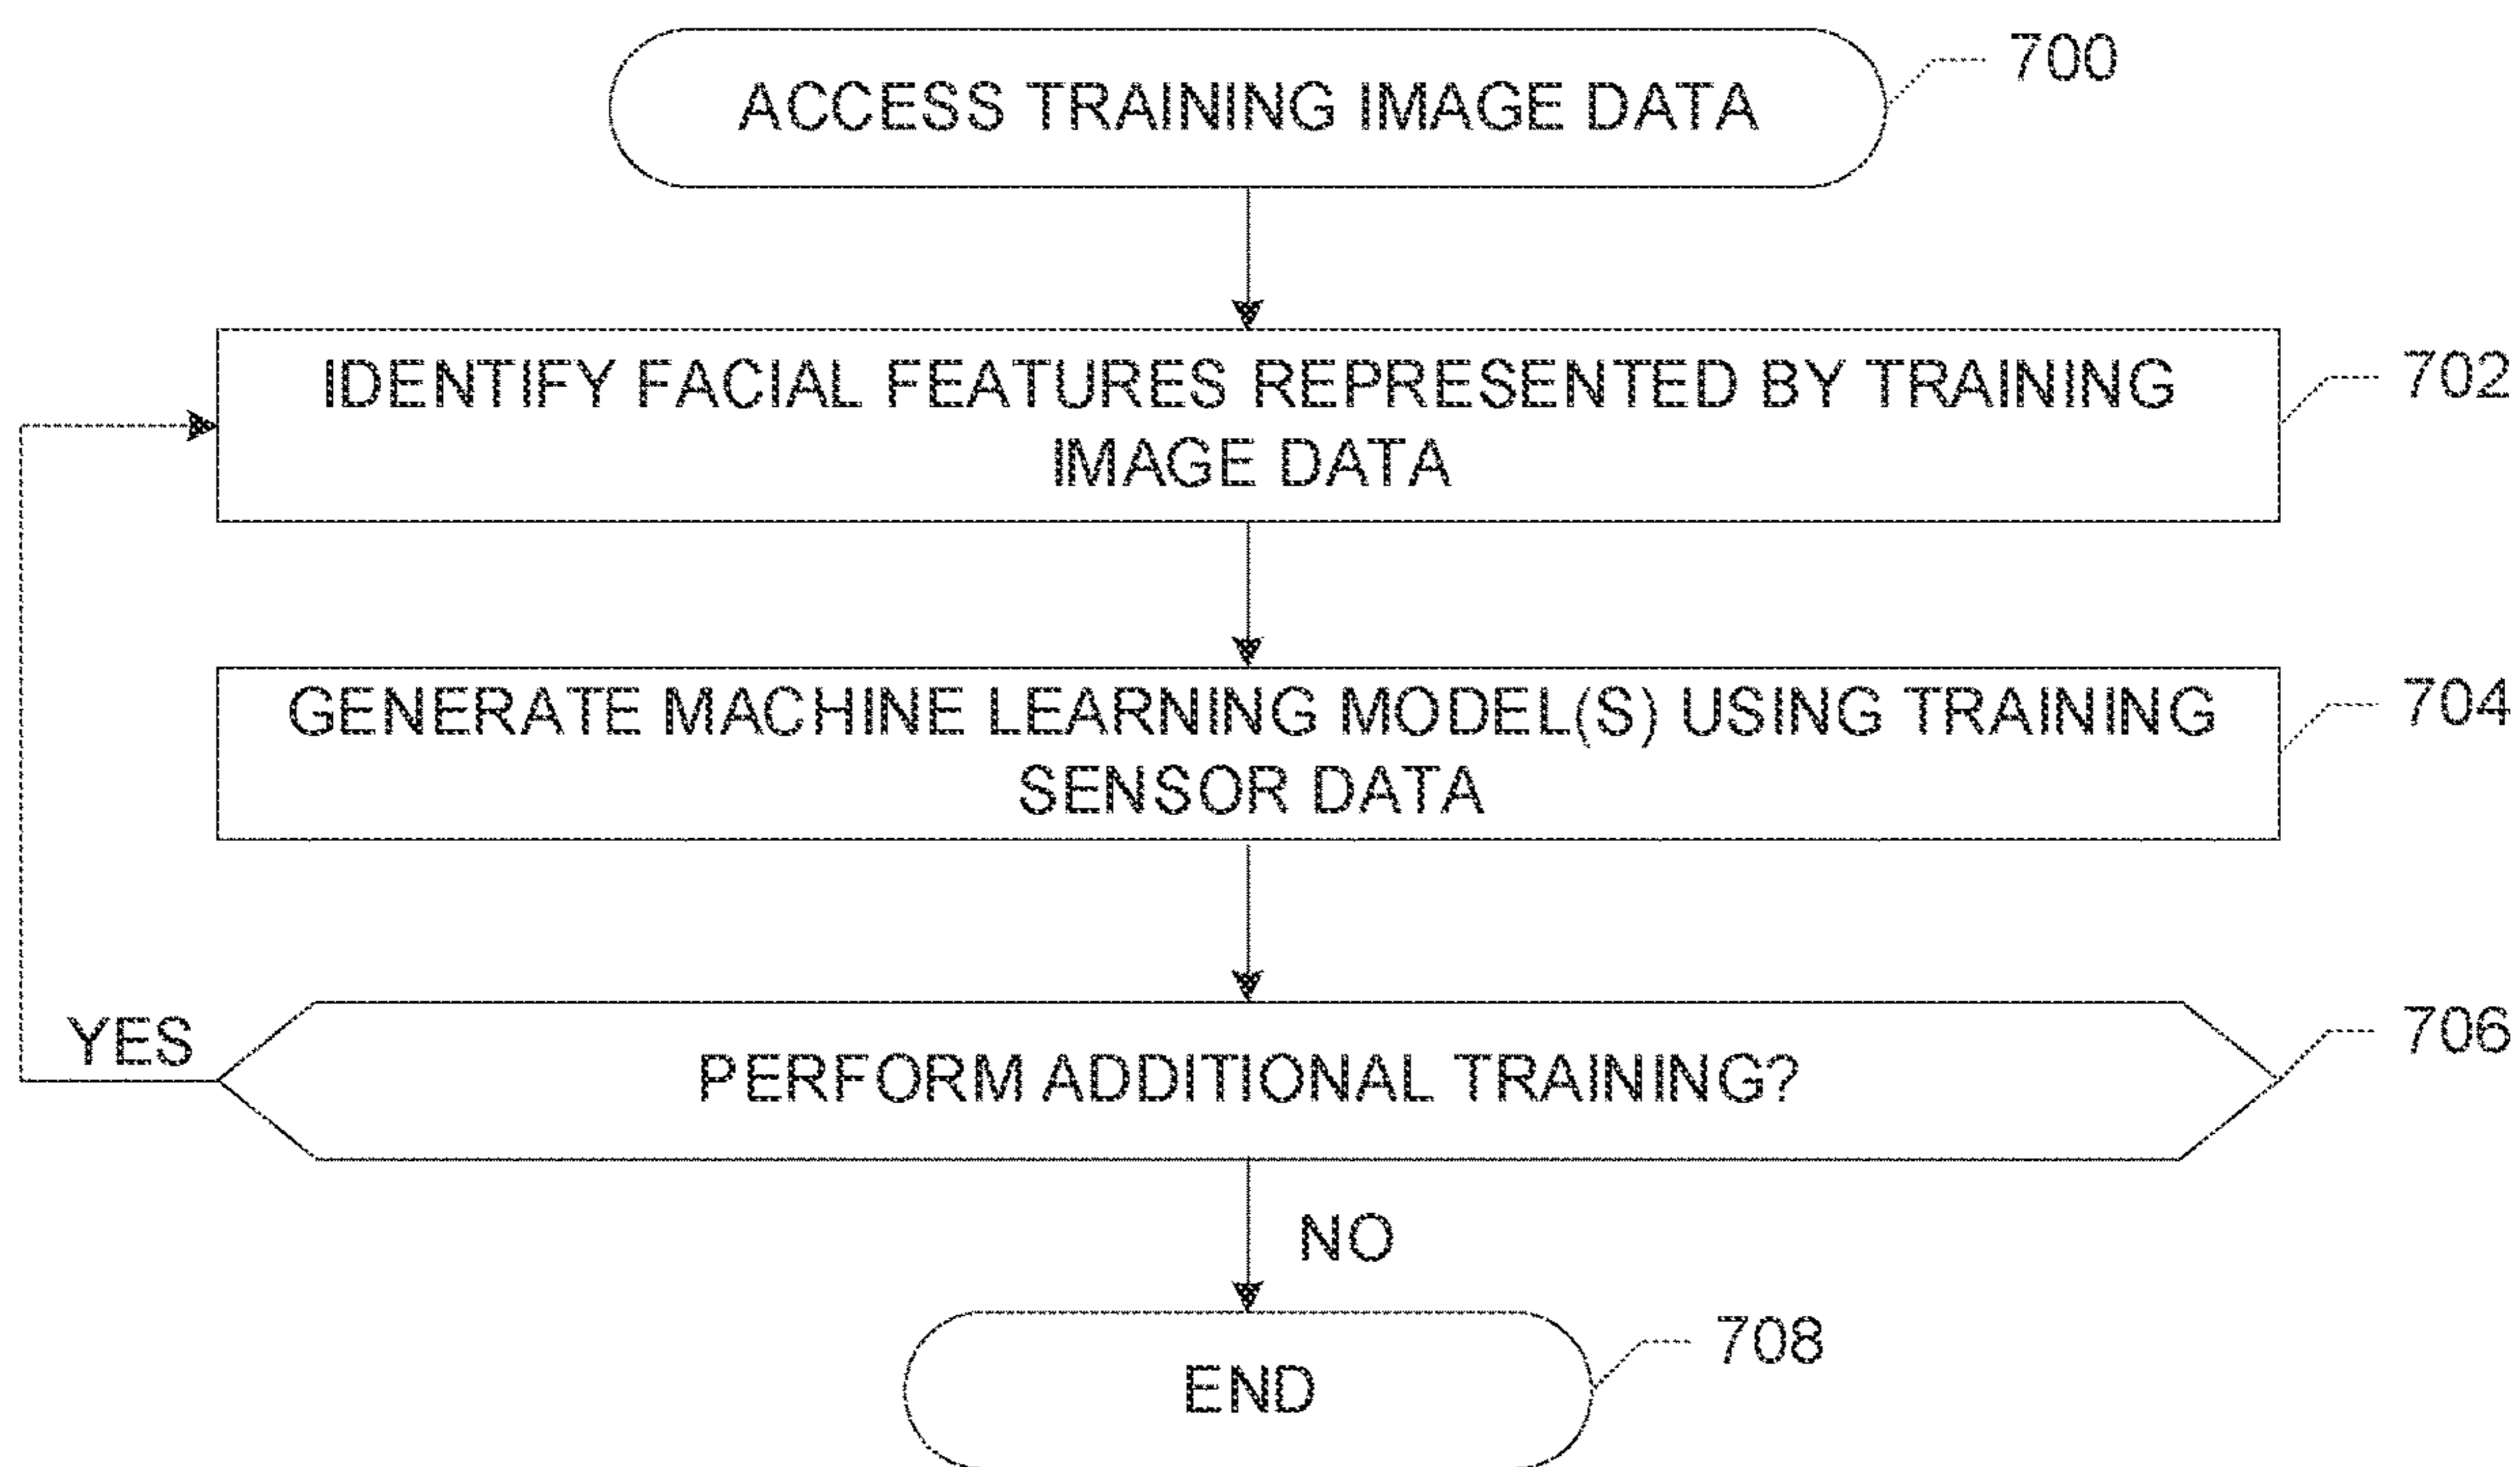 ACCESS TRAINING IMAGE DATA
700
IDENTIFY FACIAL FEATURES REPRESENTED BY TRAINING
IMAGE DATA
702
GENERATE MACHINE LEARNING MODEL(S) USING TRAINING
SENSOR DATA
704
YES
PERFORM ADDITIONAL TRAINING?
706
NO
END
708